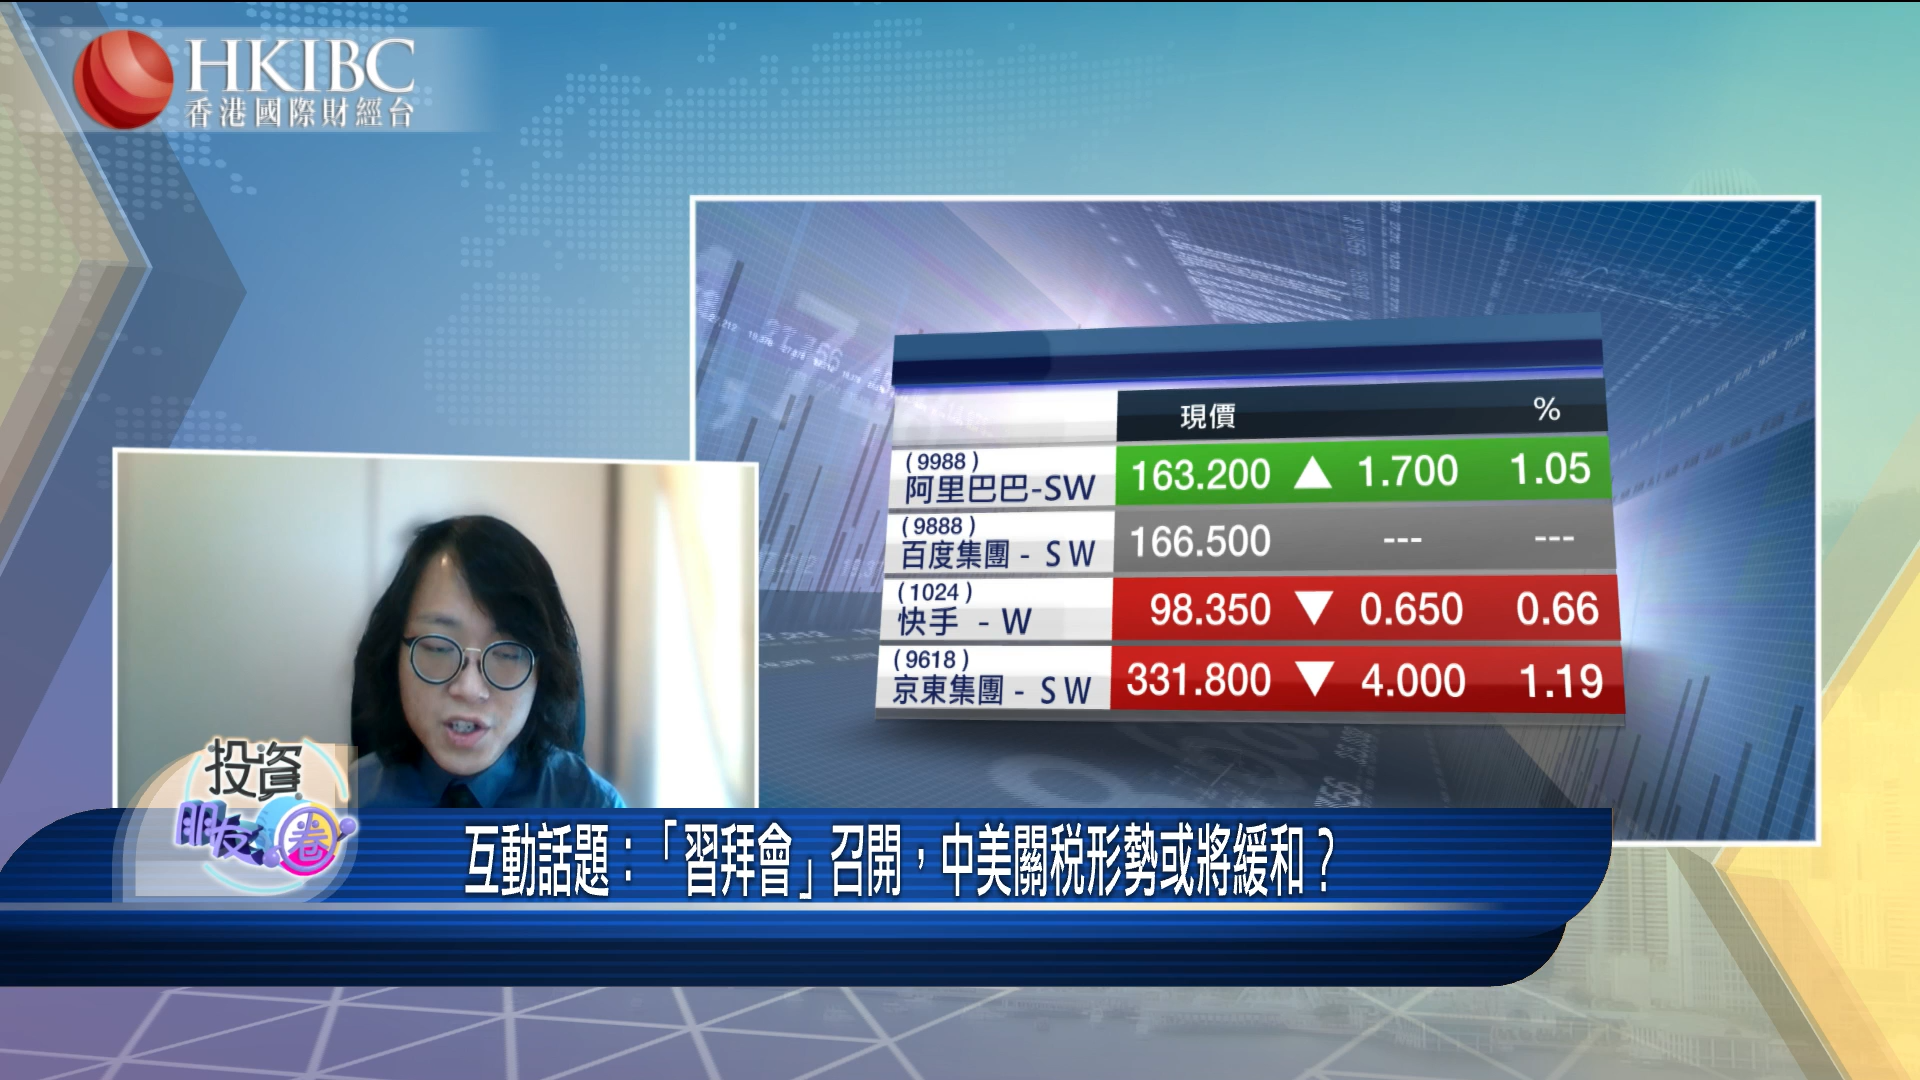 HKIBC
香港國際財經台
現價 %
(9988)
阿里巴巴-SW 163.200 ▲ 1.700 1.05
(9888)
百度集團 - SW 166.500 --- ---
(1024)
快手 - W 98.350 ▼ 0.650 0.66
(9618)
京東集團 - SW 331.800 ▼ 4.000 1.19
投資
朋友圈
互動話題：「習拜會」召開，中美關税形勢或將緩和？